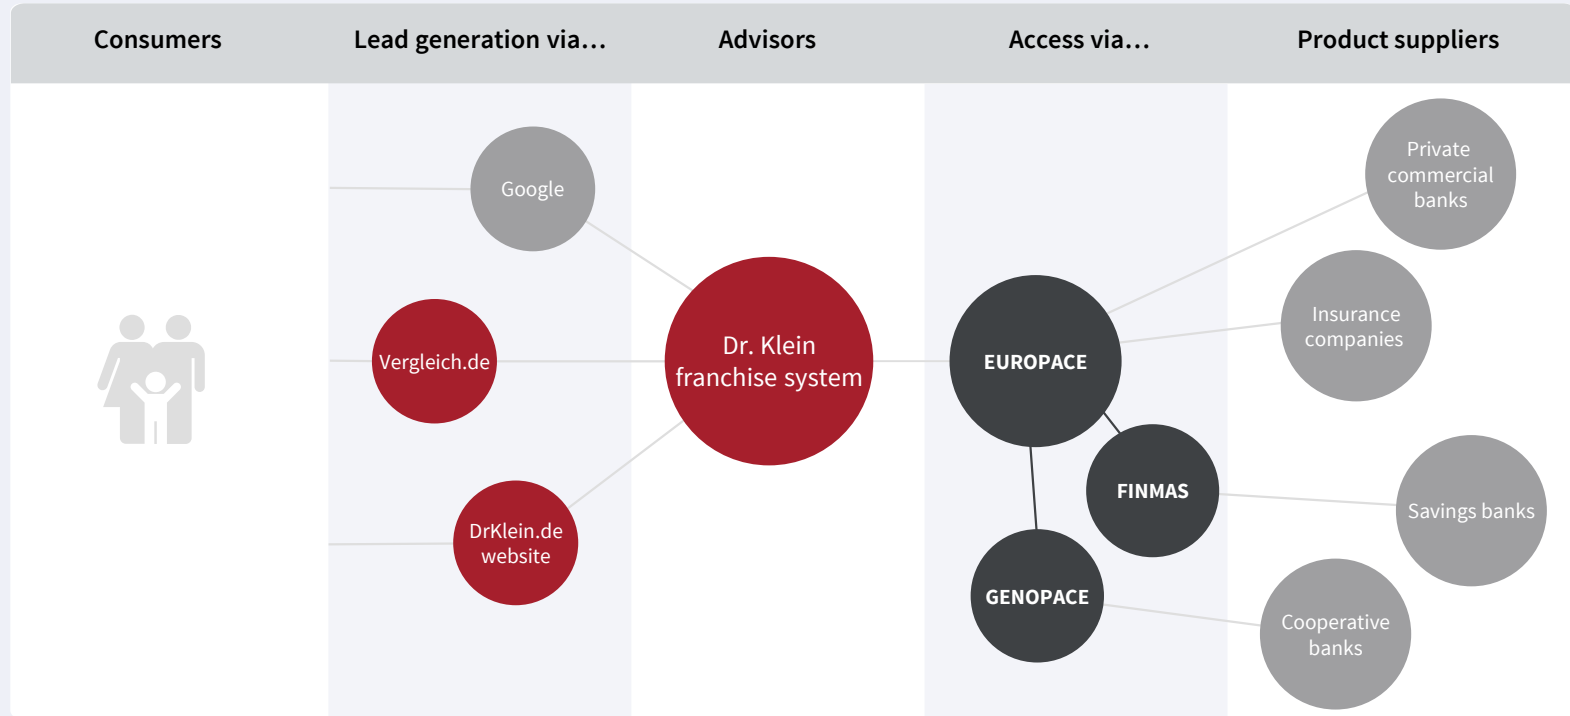 Consumers
Lead generation via…
Advisors
Access via…
Product suppliers
Google
Vergleich.de
DrKlein.de
website
Dr. Klein
franchise system
EUROPACE
FINMAS
GENOPACE
Private
commercial
banks
Insurance
companies
Savings banks
Cooperative
banks